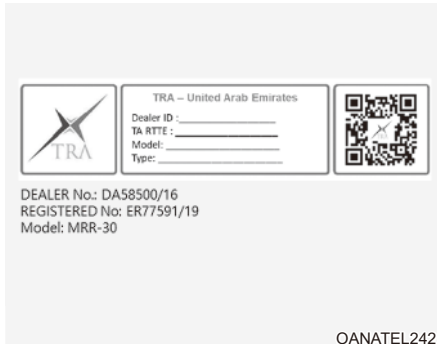 TRA
TRA – United Arab Emirates
Dealer ID :
TA RTTE :
Model:
Type:
DEALER No.: DA58500/16
REGISTERED No: ER77591/19
Model: MRR-30
OANATEL242